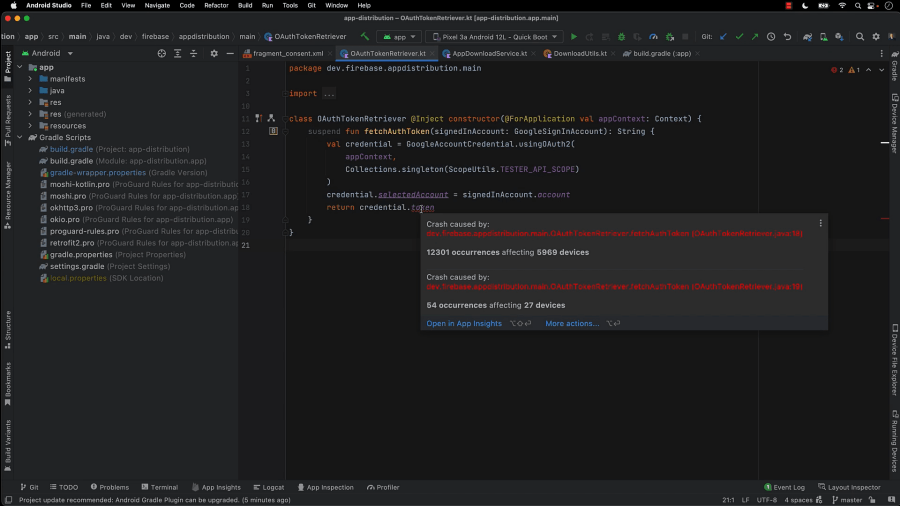 Android Studio File Edit View Navigate Code Refactor Build Run Tools Git Window Help
app-distribution – OAuthTokenRetriever.kt [app-distribution.app.main]
tion app src main java dev firebase appdistribution main OAuthTokenRetriever.kt app Pixel 3a Android 12L - Quick Boot Git:
Android fragment_consent.xml OAuthTokenRetriever.kt AppDownloadService.kt DownloadUtils.kt build.gradle (:app)
Project
Pull Requests
Resource Manager
Structure
Bookmarks
Build Variants
app
manifests
java
res
res (generated)
resources
Gradle Scripts
build.gradle (Project: app-distribution)
build.gradle (Module: app-distribution.app)
gradle-wrapper.properties (Gradle Version)
moshi-kotlin.pro (ProGuard Rules for app-distribution.app)
moshi.pro (ProGuard Rules for app-distribution.app)
okhttp3.pro (ProGuard Rules for app-distribution.app)
okio.pro (ProGuard Rules for app-distribution.app)
proguard-rules.pro (ProGuard Rules for app-distribution.app)
retrofit2.pro (ProGuard Rules for app-distribution.app)
gradle.properties (Project Properties)
settings.gradle (Project Settings)
local.properties (SDK Location)
1 package dev.firebase.appdistribution.main
2
3 import ...
10
11 class OAuthTokenRetriever @Inject constructor(@ForApplication val appContext: Context) {
12 suspend fun fetchAuthToken(signedInAccount: GoogleSignInAccount): String {
13 val credential = GoogleAccountCredential.usingOAuth2(
14 appContext,
15 Collections.singleton(ScopeUtils.TESTER_API_SCOPE)
16 )
17 credential.selectedAccount = signedInAccount.account
18 return credential.token
19 }
20 }
21
2 1
Crash caused by:
dev.firebase.appdistribution.main.OAuthTokenRetriever.fetchAuthToken (OAuthTokenRetriever.java:18)
12301 occurrences affecting 5969 devices
Crash caused by:
dev.firebase.appdistribution.main.OAuthTokenRetriever.fetchAuthToken (OAuthTokenRetriever.java:18)
54 occurrences affecting 27 devices
Open in App Insights ⌥⇧⏎ More actions... ⌥⏎
Gradle
Device File Explorer
Emulator
Running Devices
Git TODO Problems Terminal App Insights Logcat App Inspection Profiler 1 Event Log Layout Inspector
Project update recommended: Android Gradle Plugin can be upgraded. (5 minutes ago) 21:1 LF UTF-8 4 spaces master